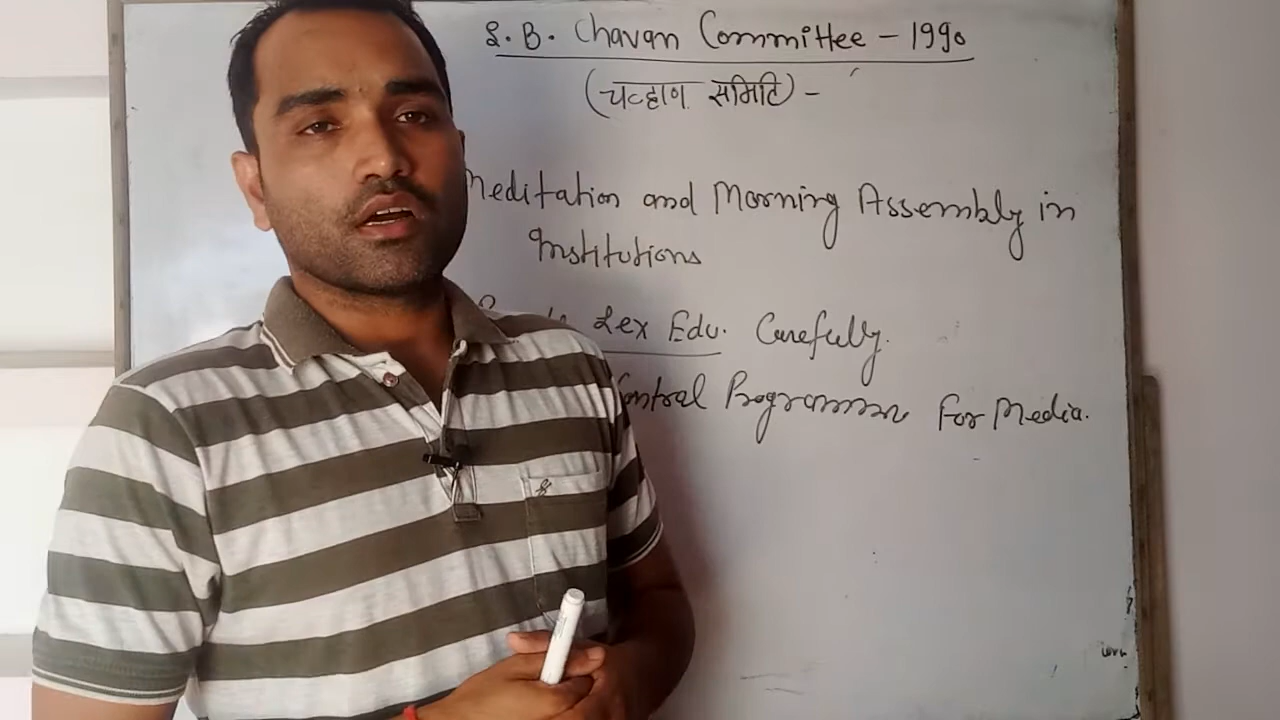 S. B. Chavan Committee - 1990
(चव्हाण समिति) -
Meditation and Morning Assembly in
Institutions
Sex Edu. Carefully.
Control Programme For Media.